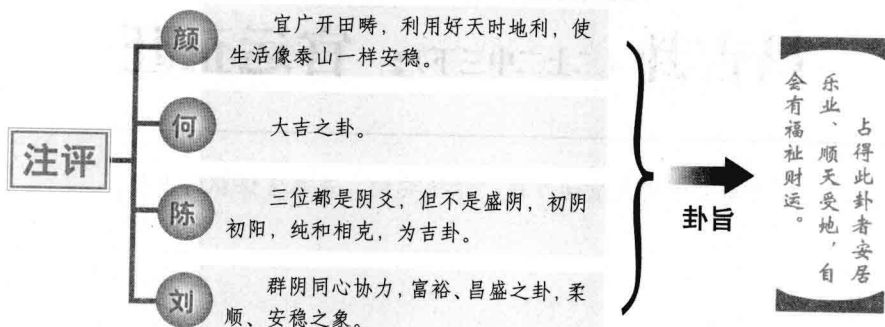 注评
颜
宜广开田畴，利用好天时地利，使
生活像泰山一样安稳。
何
大吉之卦。
陈
三位都是阴爻，但不是盛阴，初阴
初阳，纯和相克，为吉卦。
刘
群阴同心协力，富裕、昌盛之卦，柔
顺、安稳之象。
卦旨
占得此卦者安居
乐业、顺天受地，自
会有福祉财运。